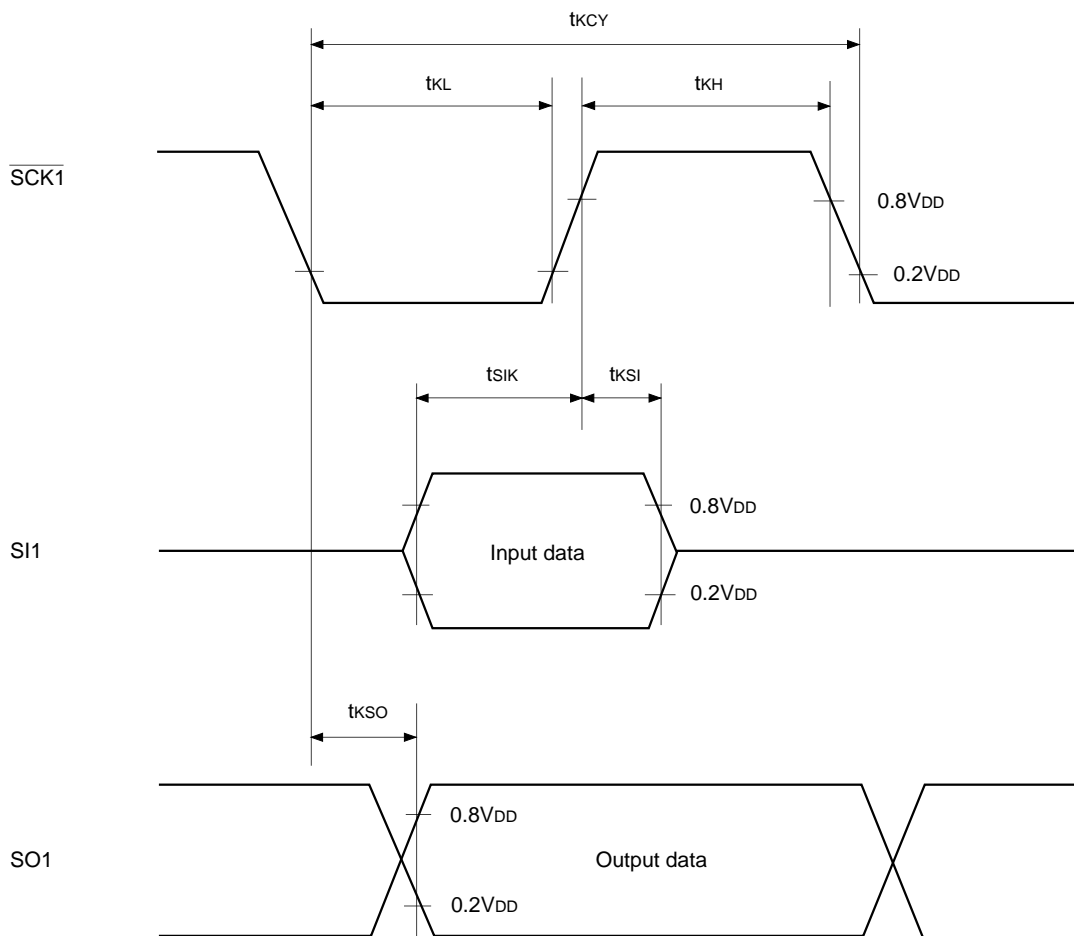 tKCY
tKL
tKH
SCK1
0.8VDD
0.2VDD
tSIK
tKSI
0.8VDD
SI1
Input data
0.2VDD
tKSO
0.8VDD
SO1
Output data
0.2VDD